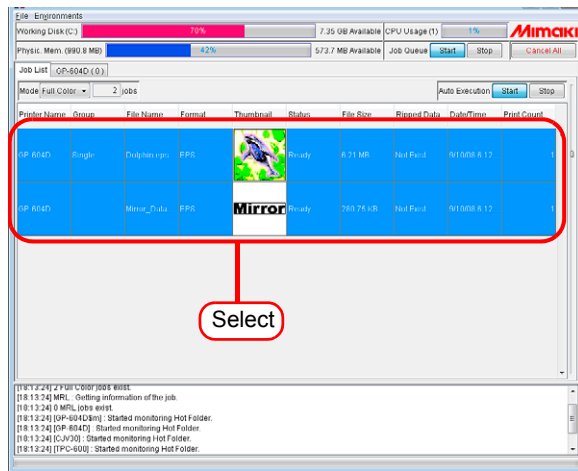 File Environments
Working Disk (C:) 70% 7.35 GB Available CPU Usage (1) 1% Mimaki
Physic. Mem. (990.8 MB) 42% 573.7 MB Available Job Queue Start Stop Cancel All
Job List GP-604D ( 0 )
Mode Full Color 2 jobs Auto Execution Start Stop
Printer Name Group File Name Format Thumbnail Status File Size Ripped Data Date/Time Print Count
GP-604D Single Dolphin.eps EPS Ready 6.21 MB Not Exist 9/10/08 6:12 1
GP-604D Mirror_Data EPS Mirror Ready 280.75 KB Not Exist 9/10/08 6:12 1
Select
[18:13:24] 2 Full Color jobs exist.
[18:13:24] MRL : Getting information of the job.
[18:13:24] 0 MRL jobs exist.
[18:13:24] [GP-604D$m] : Started monitoring Hot Folder.
[18:13:24] [GP-604D] : Started monitoring Hot Folder.
[18:13:24] [CJV30] : Started monitoring Hot Folder.
[18:13:24] [TPC-600] : Started monitoring Hot Folder.